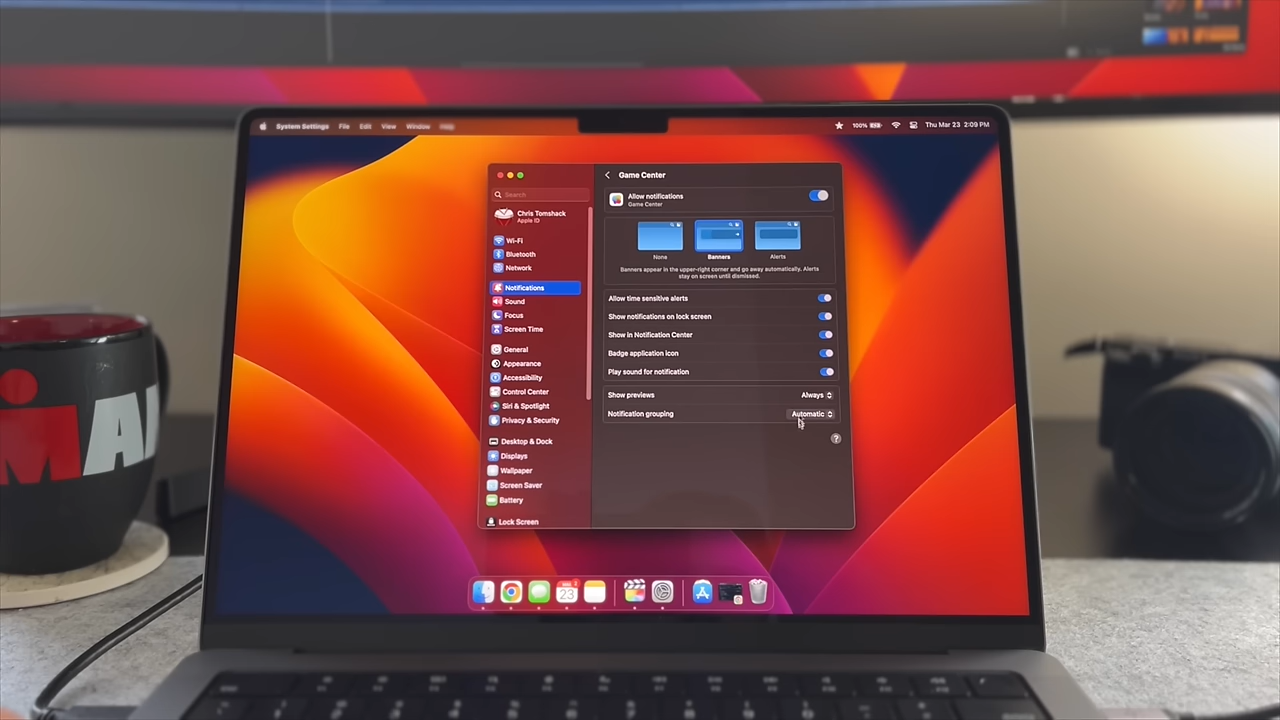 System Settings File Edit View Window Help
100% Thu Mar 23 2:09 PM
Search
Chris Tomshack
Apple ID
Wi-Fi
Bluetooth
Network
Notifications
Sound
Focus
Screen Time
General
Appearance
Accessibility
Control Center
Siri & Spotlight
Privacy & Security
Desktop & Dock
Displays
Wallpaper
Screen Saver
Battery
Lock Screen
Game Center
Allow notifications
Game Center
None Banners Alerts
Banners appear in the upper-right corner and go away automatically. Alerts
stay on screen until dismissed.
Allow time sensitive alerts
Show notifications on lock screen
Show in Notification Center
Badge application icon
Play sound for notification
Show previews Always
Notification grouping Automatic
?
23